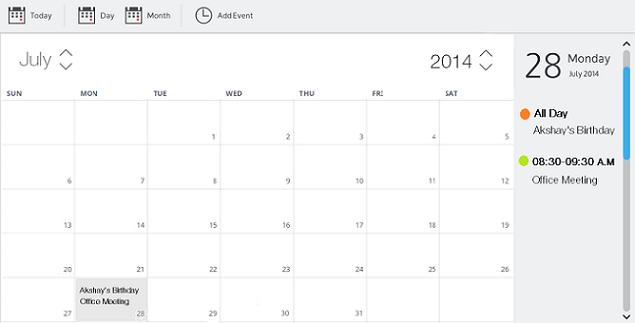 Today Day Month Add Event
July 2014
SUN MON TUE WED THU FRI SAT
1 2 3 4 5
6 7 8 9 10 11 12
13 14 15 16 17 18 19
20 21 22 23 24 25 26
Akshay's Birthday
Office Meeting
27 28 29 30 31
28 Monday
July 2014
All Day
Akshay's Birthday
08:30-09:30 A.M
Office Meeting